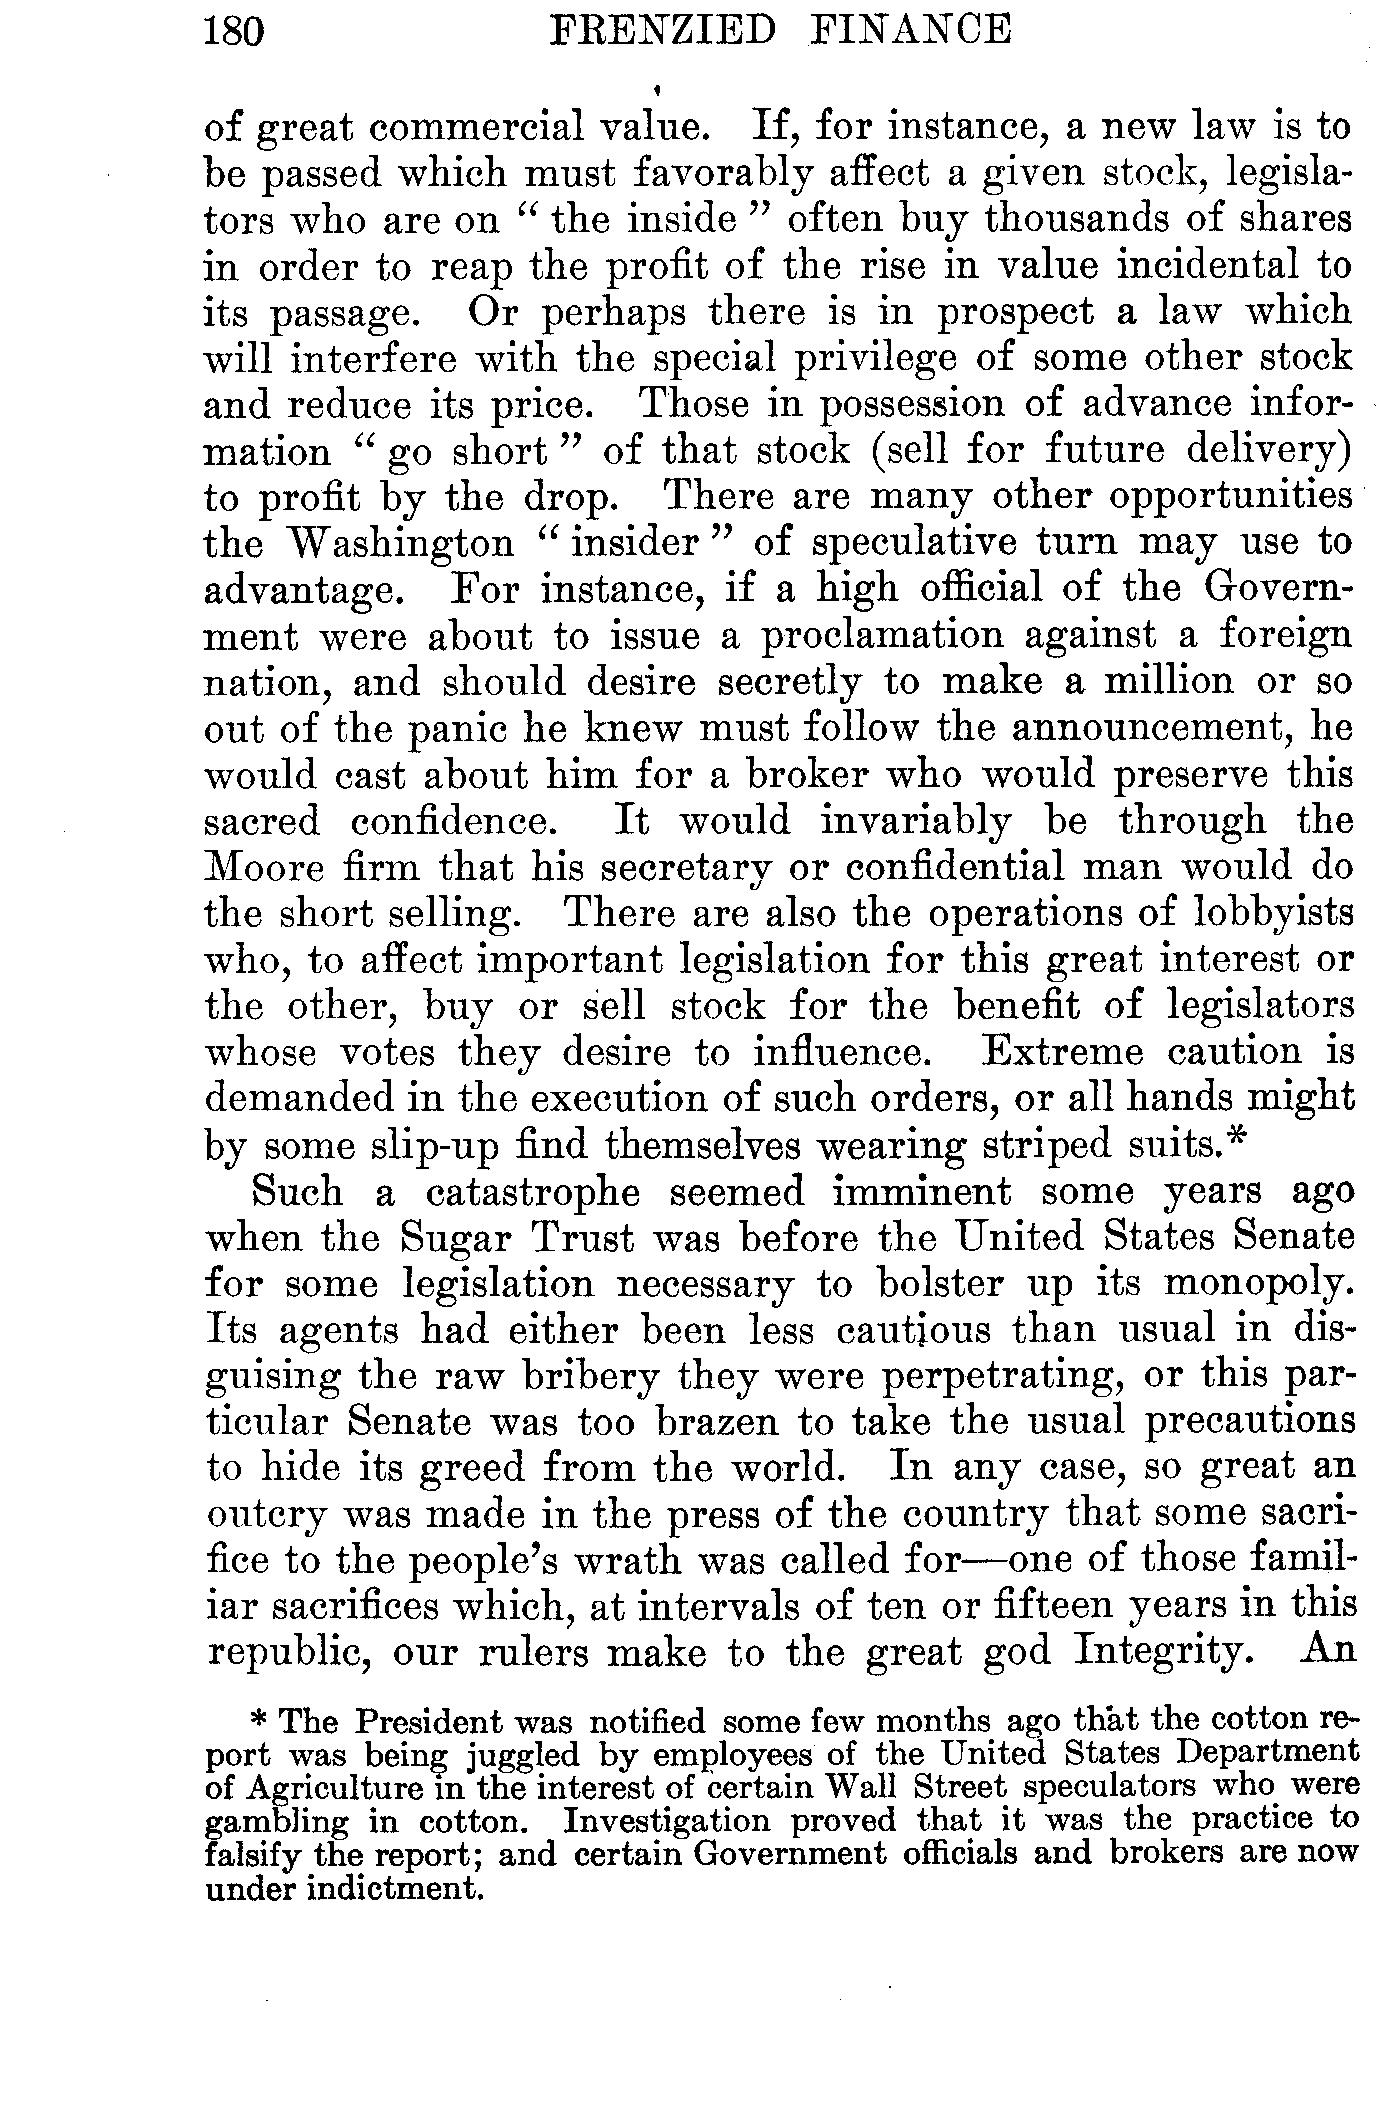 180 FRENZIED FINANCE
of great commercial value. If, for instance, a new law is to
be passed which must favorably affect a given stock, legisla-
tors who are on “ the inside ” often buy thousands of shares
in order to reap the profit of the rise in value incidental to
its passage. Or perhaps there is in prospect a law which
will interfere with the special privilege of some other stock
and reduce its price. Those in possession of advance infor-
mation “ go short ” of that stock (sell for future delivery)
to profit by the drop. There are many other opportunities
the Washington “ insider ” of speculative turn may use to
advantage. For instance, if a high official of the Govern-
ment were about to issue a proclamation against a foreign
nation, and should desire secretly to make a million or so
out of the panic he knew must follow the announcement, he
would cast about him for a broker who would preserve this
sacred confidence. It would invariably be through the
Moore firm that his secretary or confidential man would do
the short selling. There are also the operations of lobbyists
who, to affect important legislation for this great interest or
the other, buy or sell stock for the benefit of legislators
whose votes they desire to influence. Extreme caution is
demanded in the execution of such orders, or all hands might
by some slip-up find themselves wearing striped suits.*
Such a catastrophe seemed imminent some years ago
when the Sugar Trust was before the United States Senate
for some legislation necessary to bolster up its monopoly.
Its agents had either been less cautious than usual in dis-
guising the raw bribery they were perpetrating, or this par-
ticular Senate was too brazen to take the usual precautions
to hide its greed from the world. In any case, so great an
outcry was made in the press of the country that some sacri-
fice to the people’s wrath was called for—one of those famil-
iar sacrifices which, at intervals of ten or fifteen years in this
republic, our rulers make to the great god Integrity. An
* The President was notified some few months ago that the cotton re-
port was being juggled by employees of the United States Department
of Agriculture in the interest of certain Wall Street speculators who were
gambling in cotton. Investigation proved that it was the practice to
falsify the report; and certain Government officials and brokers are now
under indictment.